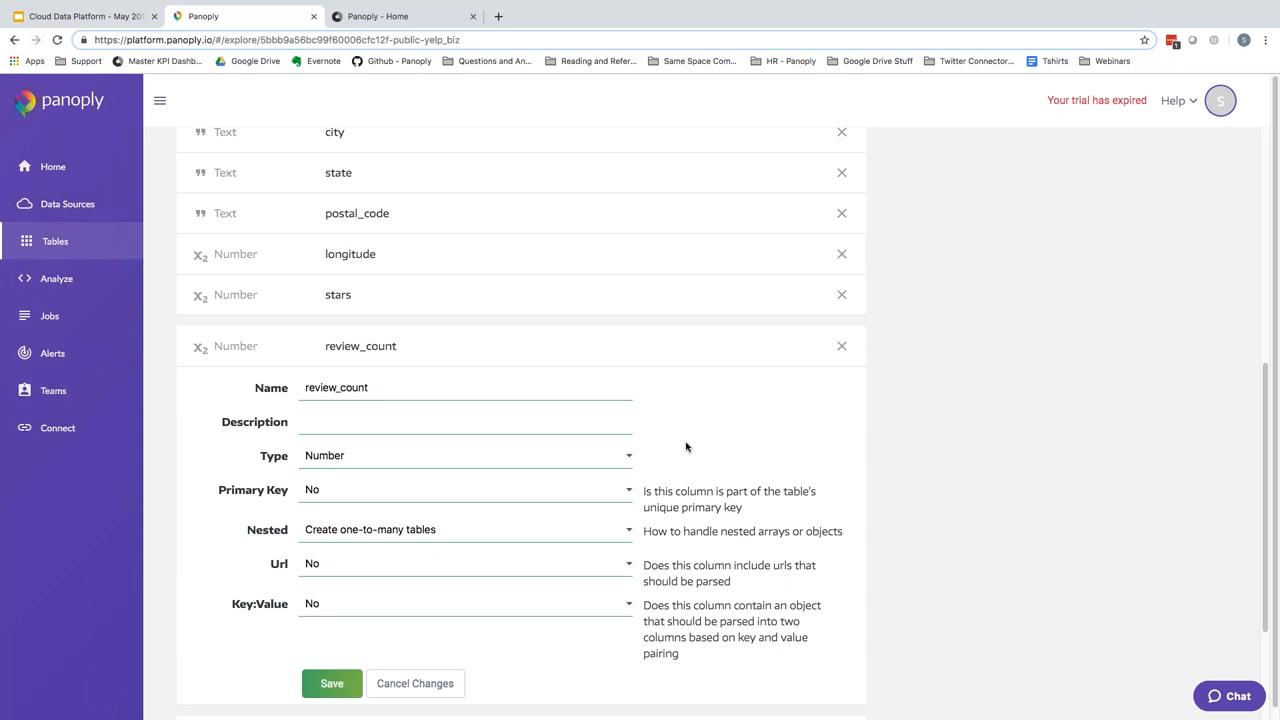 Cloud Data Platform - May 201
Panoply
Panoply - Home
https://platform.panoply.io/#/explore/5bbb9a56bc99f60006cfc12f-public-yelp_biz
Apps
Support
Master KPI Dashb...
Google Drive
Evernote
Github - Panoply
Questions and An...
Reading and Refer...
Same Space Com...
HR - Panoply
Google Drive Stuff
Twitter Connector...
Tshirts
Webinars
panoply
Your trial has expired
Help
S
Home
Data Sources
Tables
Analyze
Jobs
Alerts
Teams
Connect
Text city
Text state
Text postal_code
X2 Number longitude
X2 Number stars
X2 Number review_count
Name review_count
Description
Type Number
Primary Key No
Is this column is part of the table's
unique primary key
Nested Create one-to-many tables
How to handle nested arrays or objects
Url No
Does this column include urls that
should be parsed
Key:Value No
Does this column contain an object
that should be parsed into two
columns based on key and value
pairing
Save
Cancel Changes
Chat